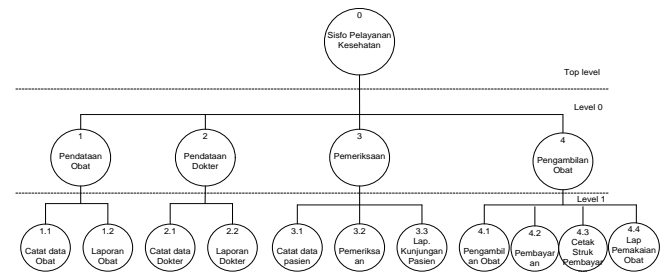 0
Sisfo Pelayanan
Kesehatan
Top level
Level 0
1
Pendataan
Obat
2
Pendataan
Dokter
3
Pemeriksaan
4
Pengambilan
Obat
Level 1
1.1
Catat data
Obat
1.2
Laporan
Obat
2.1
Catat data
Dokter
2.2
Laporan
Dokter
3.1
Catat data
pasien
3.2
Pemeriksa
an
3.3
Lap.
Kunjungan
Pasien
4.1
Pengambil
an Obat
4.2
Pembayar
an
4.3
Cetak
Struk
Pembayar
4.4
Lap
Pemakaian
Obat